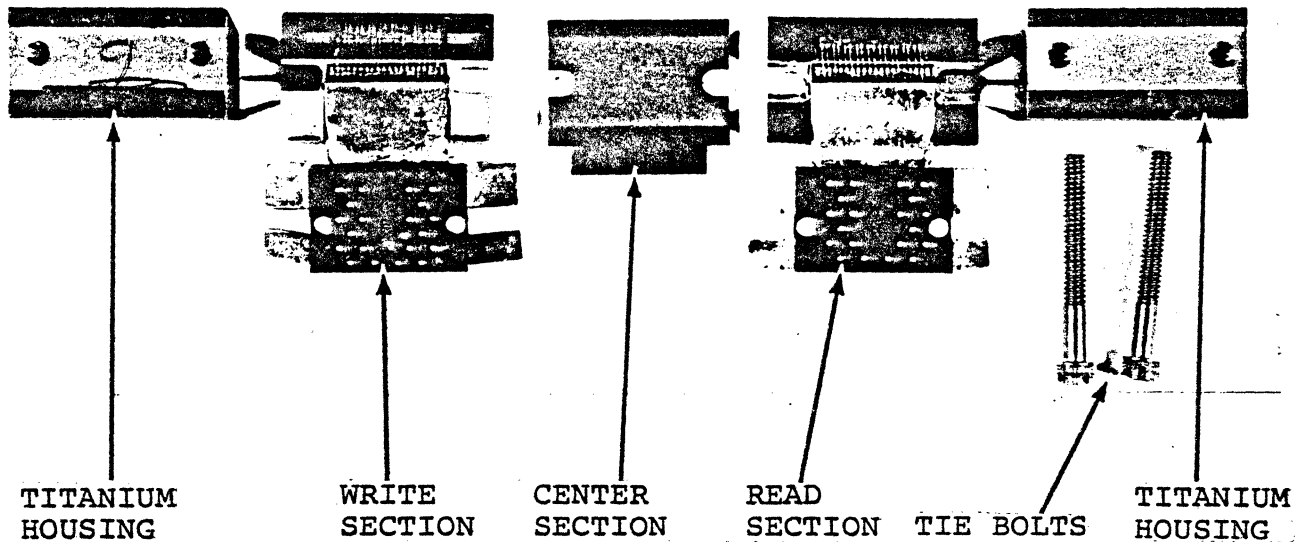 TITANIUM
HOUSING
WRITE
SECTION
CENTER
SECTION
READ
SECTION
TIE BOLTS
TITANIUM
HOUSING